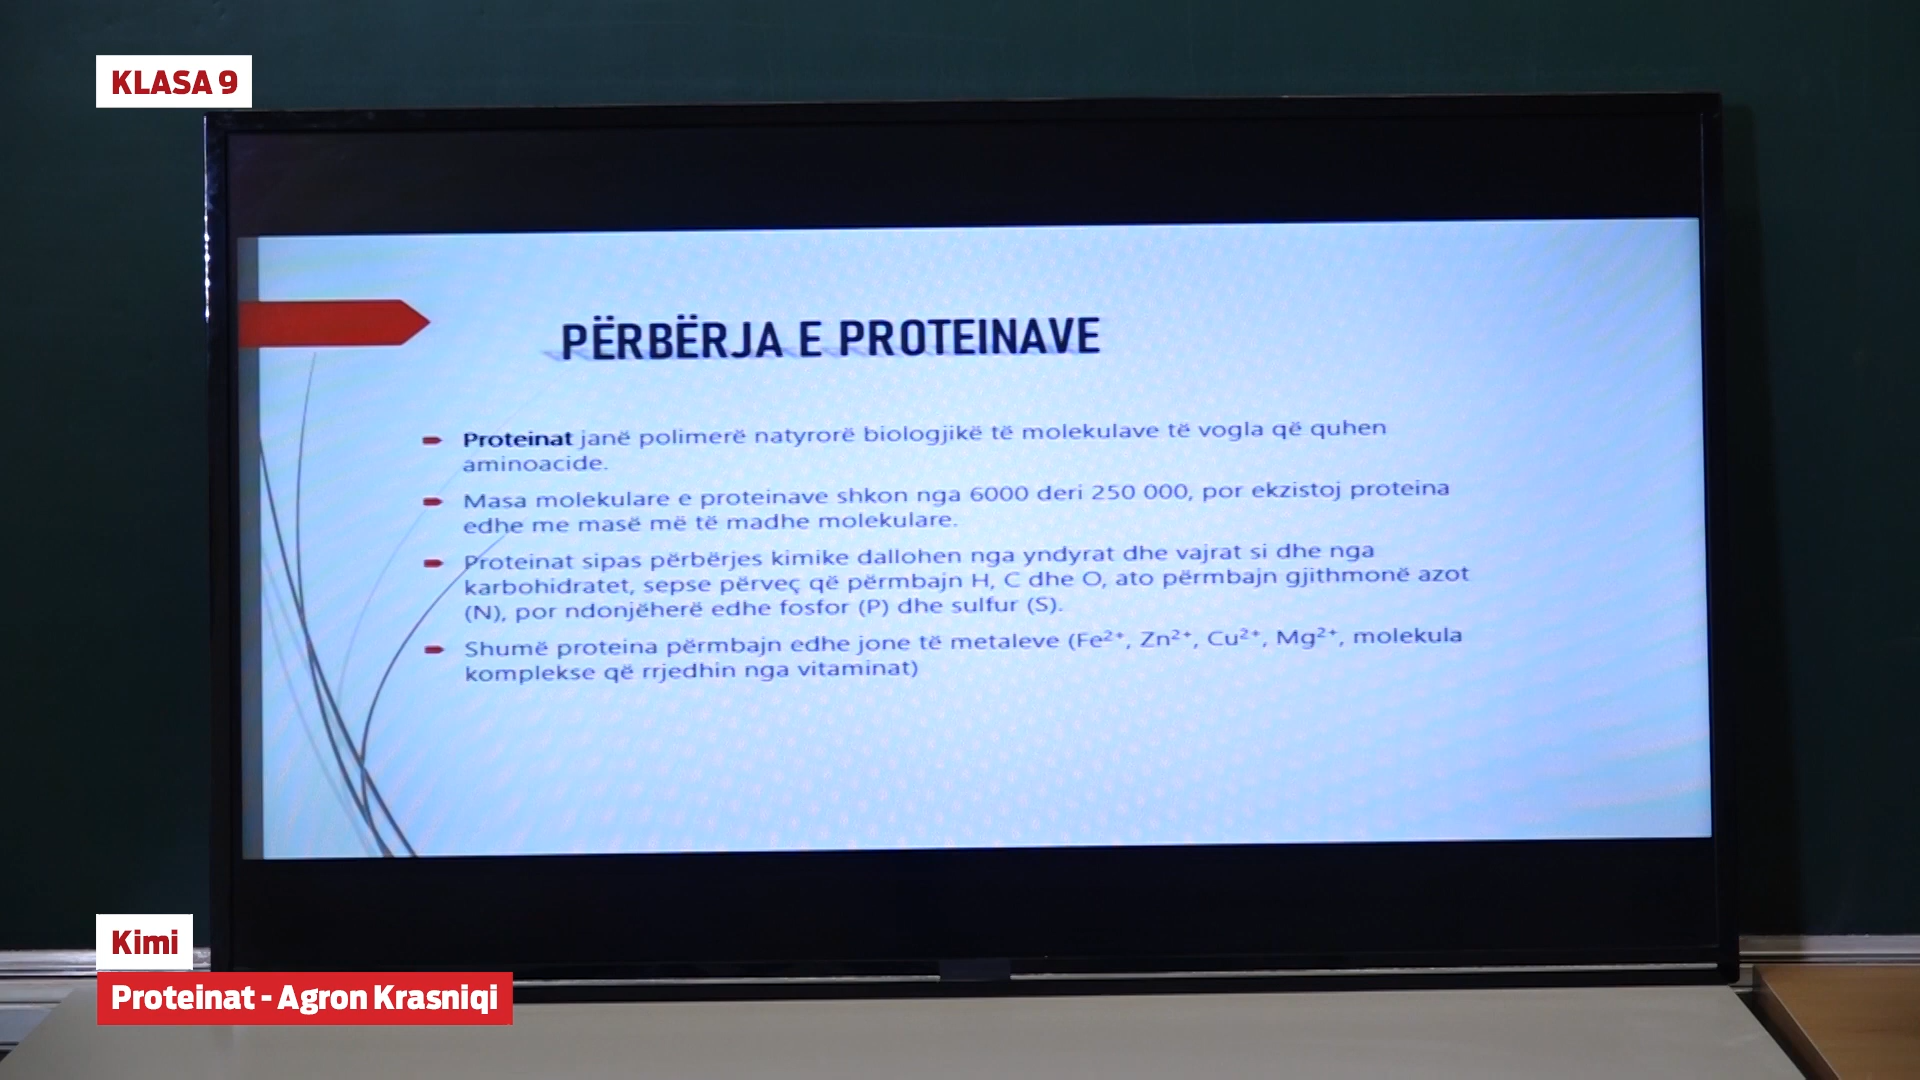 KLASA 9
PËRBËRJA E PROTEINAVE
Proteinat janë polimerë natyrorë biologjikë të molekulave të vogla që quhen
aminoacide.
Masa molekulare e proteinave shkon nga 6000 deri 250 000, por ekzistoj proteina
edhe me masë më të madhe molekulare.
Proteinat sipas përbërjes kimike dallohen nga yndyrat dhe vajrat si dhe nga
karbohidratet, sepse përveç që përmbajn H, C dhe O, ato përmbajn gjithmonë azot
(N), por ndonjëherë edhe fosfor (P) dhe sulfur (S).
Shumë proteina përmbajn edhe jone të metaleve (Fe²⁺, Zn²⁺, Cu²⁺, Mg²⁺, molekula
komplekse që rrjedhin nga vitaminat)
Kimi
Proteinat - Agron Krasniqi